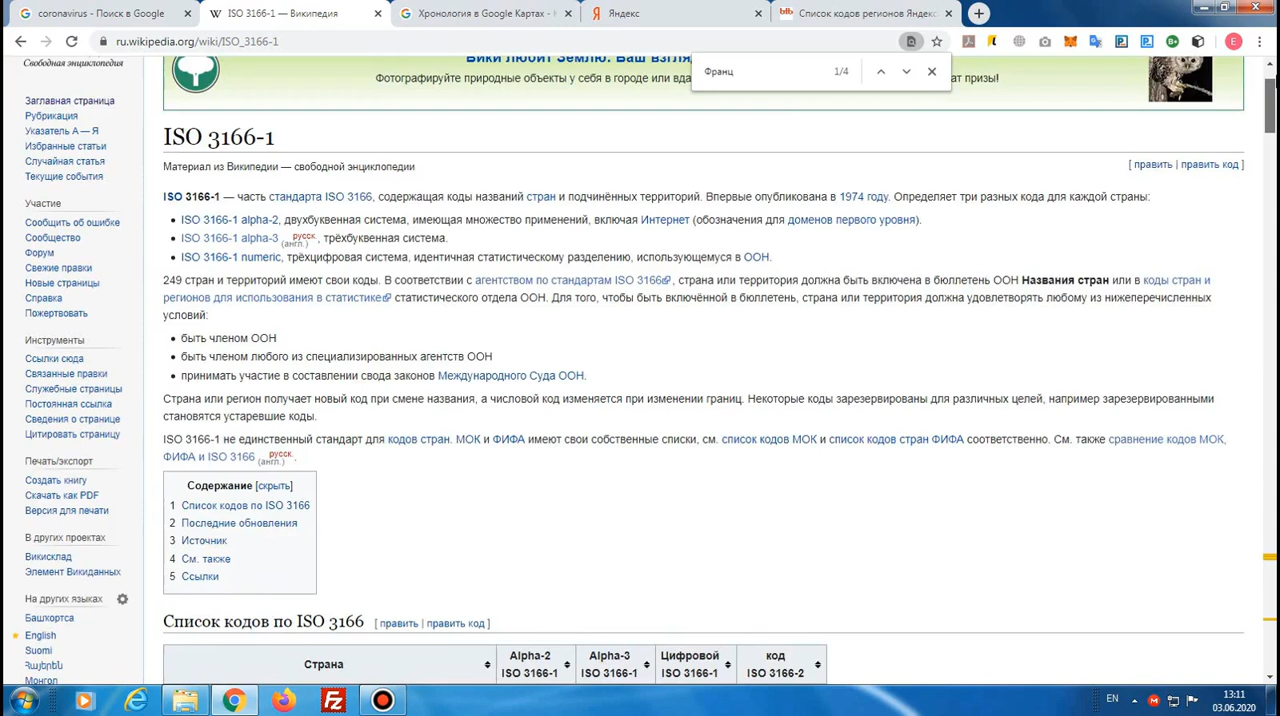 coronavirus - Поиск в Google
ISO 3166-1 — Википедия
Хронология в Google Картах -
Яндекс
Список кодов регионов Яндекс
ru.wikipedia.org/wiki/ISO_3166-1
Франц
1/4
Свободная энциклопедия
Фотографируйте природные объекты у себя в городе или
ISO 3166-1
Материал из Википедии — свободной энциклопедии
[ править | править код ]
ISO 3166-1 — часть стандарта ISO 3166, содержащая коды названий стран и подчинённых территорий. Впервые опубликована в 1974 году. Определяет три разных кода для каждой страны:
ISO 3166-1 alpha-2, двухбуквенная система, имеющая множество применений, включая Интернет (обозначения для доменов первого уровня).
ISO 3166-1 alpha-3 русск. (англ.), трёхбуквенная система.
ISO 3166-1 numeric, трёхцифровая система, идентичная статистическому разделению, использующемуся в ООН.
249 стран и территорий имеют свои коды. В соответствии с агентством по стандартам ISO 3166, страна или территория должна быть включена в бюллетень ООН Названия стран или в коды стран и
регионов для использования в статистике статистического отдела ООН. Для того, чтобы быть включённой в бюллетень, страна или территория должна удовлетворять любому из нижеперечисленных
условий:
быть членом ООН
быть членом любого из специализированных агентств ООН
принимать участие в составлении свода законов Международного Суда ООН.
Страна или регион получает новый код при смене названия, а числовой код изменяется при изменении границ. Некоторые коды зарезервированы для различных целей, например зарезервированными
становятся устаревшие коды.
ISO 3166-1 не единственный стандарт для кодов стран. МОК и ФИФА имеют свои собственные списки, см. список кодов МОК и список кодов стран ФИФА соответственно. См. также сравнение кодов МОК,
ФИФА и ISO 3166 русск. (англ.).
Содержание [скрыть]
1 Список кодов по ISO 3166
2 Последние обновления
3 Источник
4 См. также
5 Ссылки
Список кодов по ISO 3166 [ править | править код ]
Страна
Alpha-2
ISO 3166-1
Alpha-3
ISO 3166-1
Цифровой
ISO 3166-1
код
ISO 3166-2
Заглавная страница
Рубрикация
Указатель А — Я
Избранные статьи
Случайная статья
Текущие события
Участие
Сообщить об ошибке
Сообщество
Форум
Свежие правки
Новые страницы
Справка
Пожертвовать
Инструменты
Ссылки сюда
Связанные правки
Служебные страницы
Постоянная ссылка
Сведения о странице
Цитировать страницу
Печать/экспорт
Создать книгу
Скачать как PDF
Версия для печати
В других проектах
Викисклад
Элемент Викиданных
На других языках
Башҡортса
English
Suomi
Հայերեն
Монгол
EN
13:11
03.06.2020